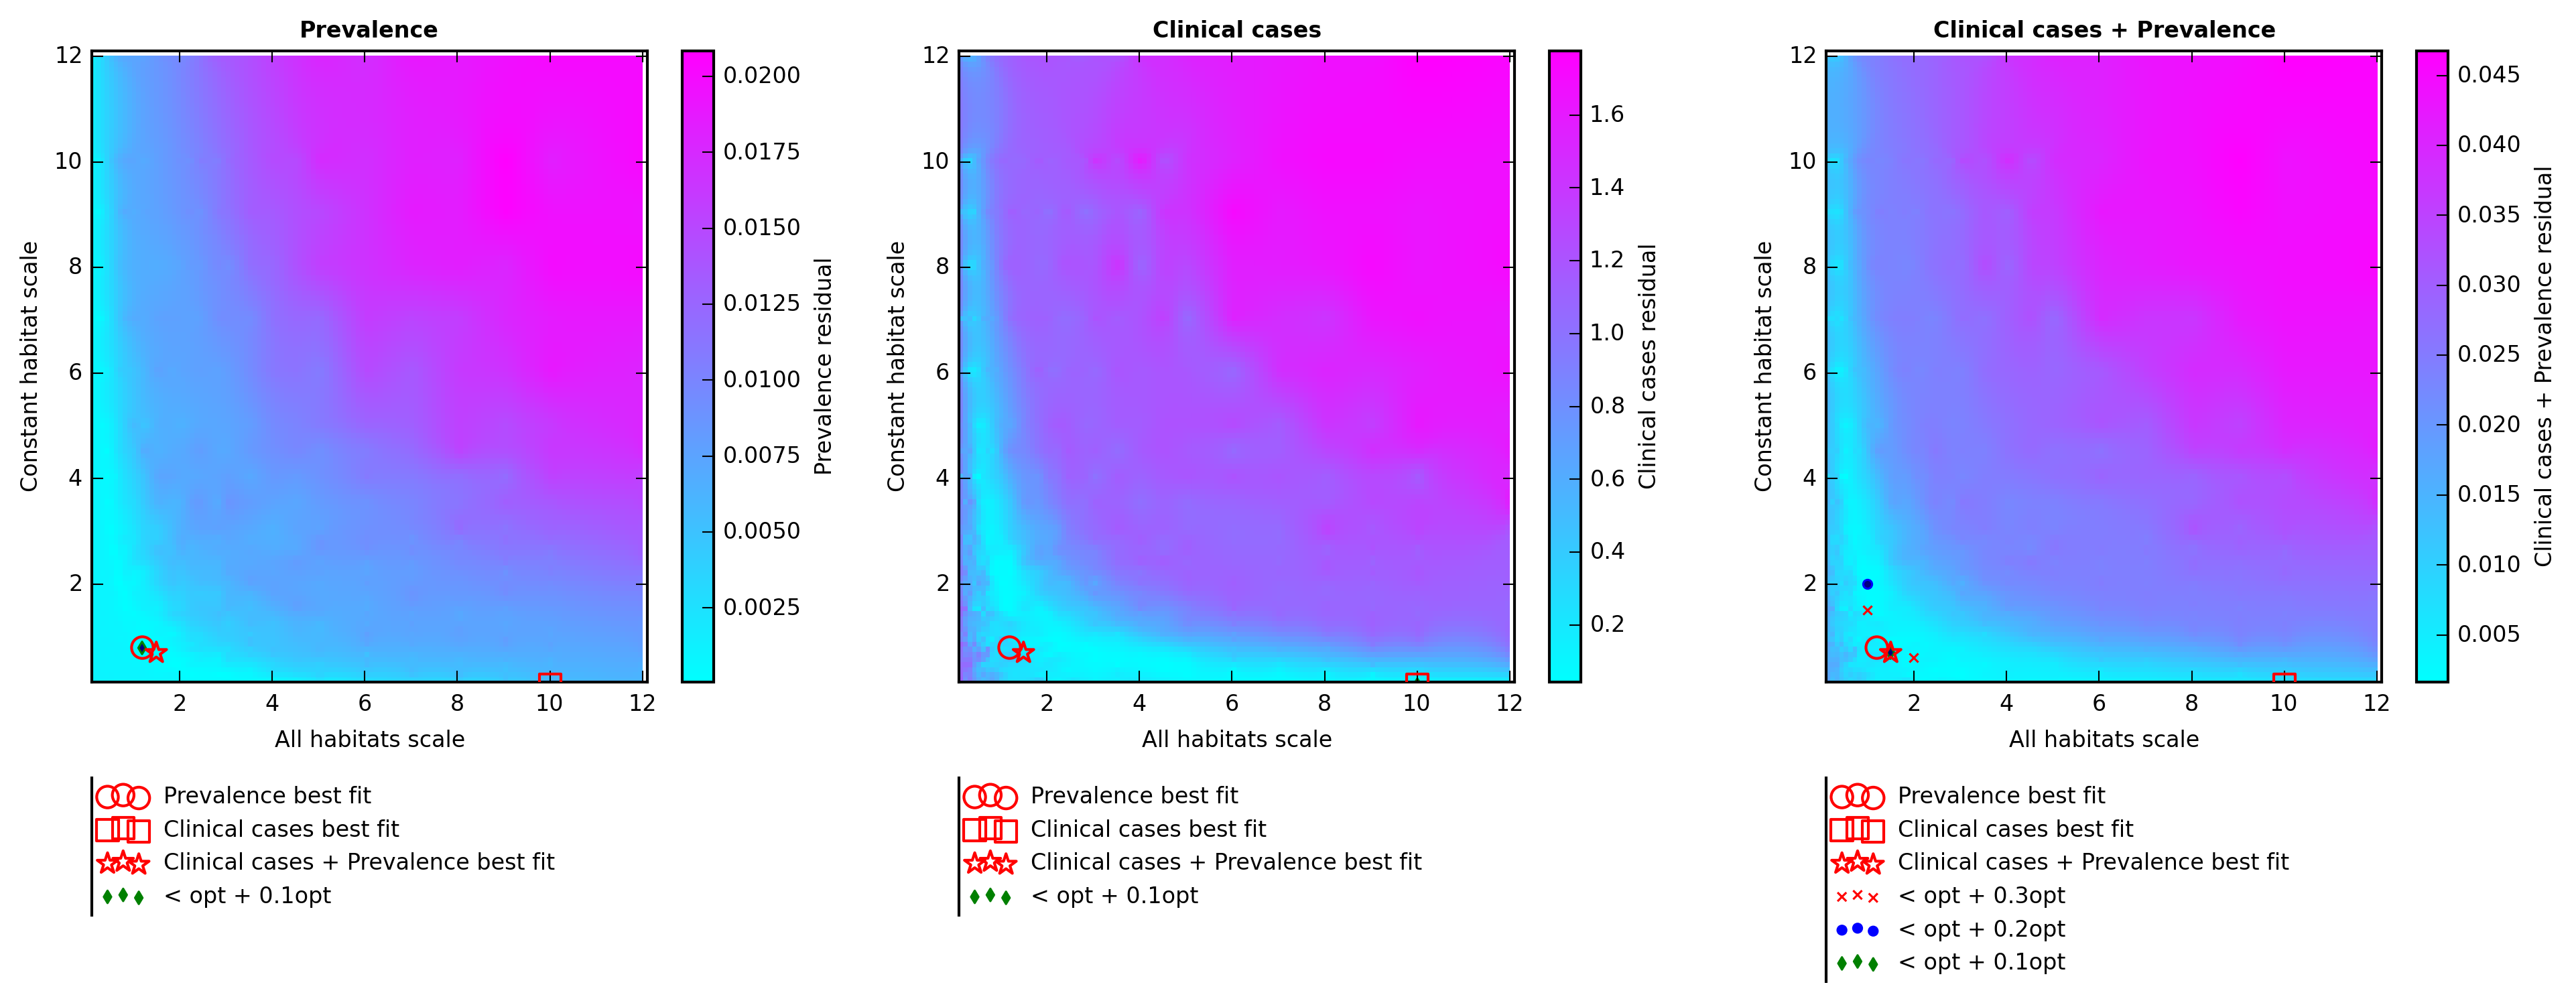 Prevalence
12
10
8
6
4
2
Constant habitat scale
2 4 6 8 10 12
All habitats scale
0.0200
0.0175
0.0150
0.0125
0.0100
0.0075
0.0050
0.0025
Prevalence residual
Prevalence best fit
Clinical cases best fit
Clinical cases + Prevalence best fit
< opt + 0.1opt
Clinical cases
12
10
8
6
4
2
Constant habitat scale
2 4 6 8 10 12
All habitats scale
1.6
1.4
1.2
1.0
0.8
0.6
0.4
0.2
Clinical cases residual
Prevalence best fit
Clinical cases best fit
Clinical cases + Prevalence best fit
< opt + 0.1opt
Clinical cases + Prevalence
12
10
8
6
4
2
Constant habitat scale
2 4 6 8 10 12
All habitats scale
0.045
0.040
0.035
0.030
0.025
0.020
0.015
0.010
0.005
Clinical cases + Prevalence residual
Prevalence best fit
Clinical cases best fit
Clinical cases + Prevalence best fit
< opt + 0.3opt
< opt + 0.2opt
< opt + 0.1opt